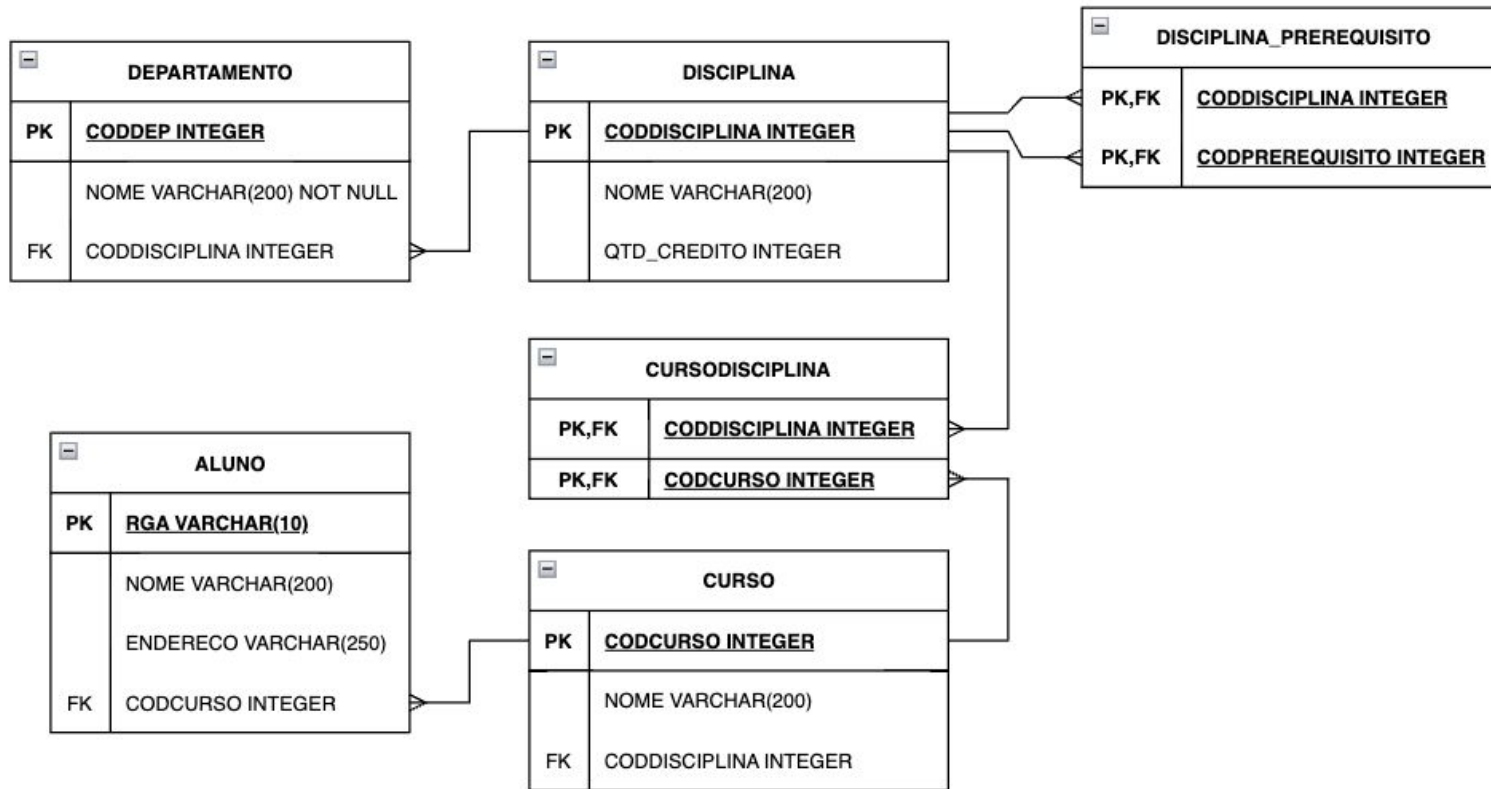 DEPARTAMENTO
PK CODDEP INTEGER
NOME VARCHAR(200) NOT NULL
FK CODDISCIPLINA INTEGER
DISCIPLINA
PK CODDISCIPLINA INTEGER
NOME VARCHAR(200)
QTD_CREDITO INTEGER
DISCIPLINA_PREREQUISITO
PK,FK CODDISCIPLINA INTEGER
PK,FK CODPREREQUISITO INTEGER
CURSODISCIPLINA
PK,FK CODDISCIPLINA INTEGER
PK,FK CODCURSO INTEGER
ALUNO
PK RGA VARCHAR(10)
NOME VARCHAR(200)
ENDERECO VARCHAR(250)
FK CODCURSO INTEGER
CURSO
PK CODCURSO INTEGER
NOME VARCHAR(200)
FK CODDISCIPLINA INTEGER